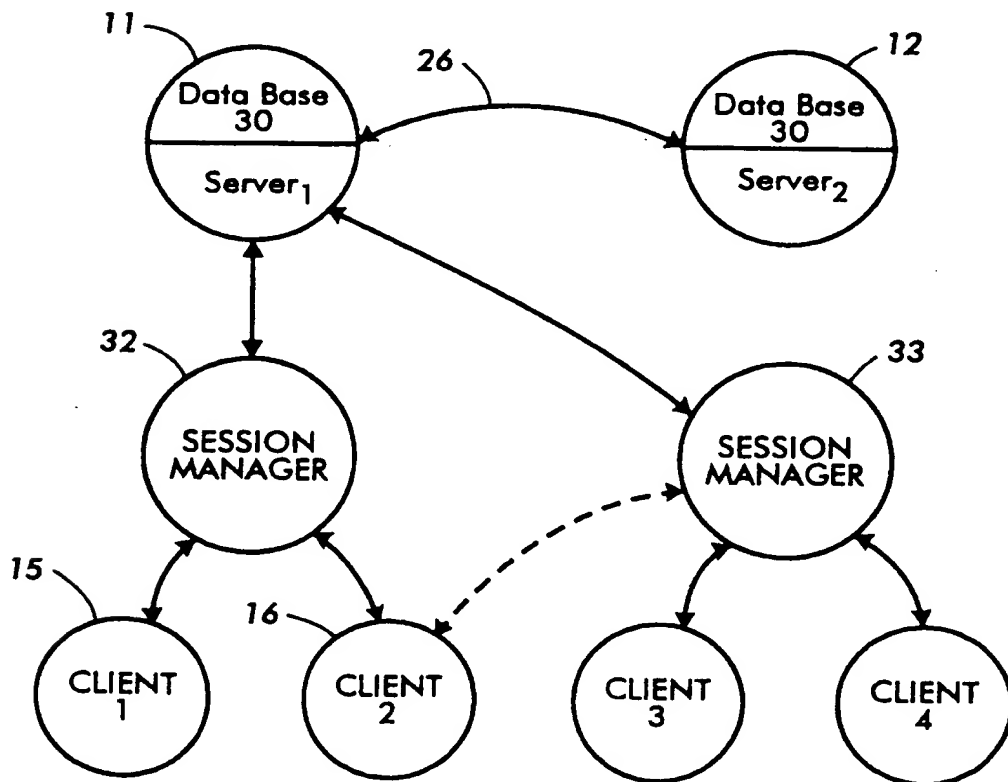 11
26
12
Data Base
30
Server1
Data Base
30
Server2
32
33
SESSION
MANAGER
SESSION
MANAGER
15
16
CLIENT
1
CLIENT
2
CLIENT
3
CLIENT
4